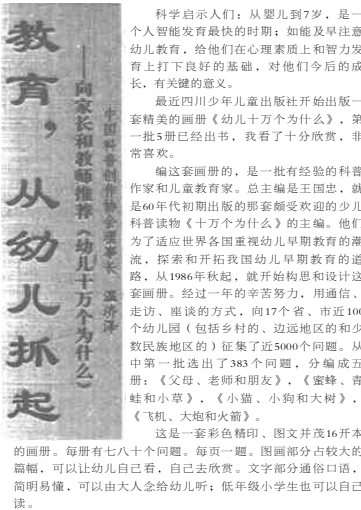 教育,从幼儿抓起
——向家长和教师推荐《幼儿十万个为什么》
中国科普创作协会理事长 温济泽
科学启示人们:从婴儿到7岁,是一
个人智能发育最快的时期;如能及早注意
幼儿教育,给他们在心理素质上和智力发
育上打下良好的基础,对他们今后的成
长,有关键的意义。
最近四川少年儿童出版社开始出版一
套精美的画册《幼儿十万个为什么》,第
一批5册已经出书,我看了十分欣赏,非
常喜欢。
编这套画册的,是一批有经验的科普
作家和儿童教育家。总主编是王国忠,就
是60年代初期出版的那套颇受欢迎的少儿
科普读物《十万个为什么》的主编。他们
为了适应世界各国重视幼儿早期教育的潮
流,探索和开拓我国幼儿早期教育的道
路,从1986年秋起,就开始构思和设计这
套画册。经过一年的辛苦努力,用通信、
走访、座谈的方式,向17个省、市近100
个幼儿园(包括乡村的、边远地区的和少
数民族地区的)征集了近5000个问题。从
中第一批选出了383个问题,分编成五
册:《父母、老师和朋友》,《蜜蜂、青
蛙和小草》,《小猫、小狗和大树》,
《飞机、大炮和火箭》。
这是一套彩色精印、图文并茂16开本
的画册。每册有七八十个问题。每页一题。图画部分占较大的
篇幅,可以让幼儿自己看,自己去欣赏。文字部分通俗口语,
简明易懂,可以由大人念给幼儿听;低年级小学生也可以自己
读。